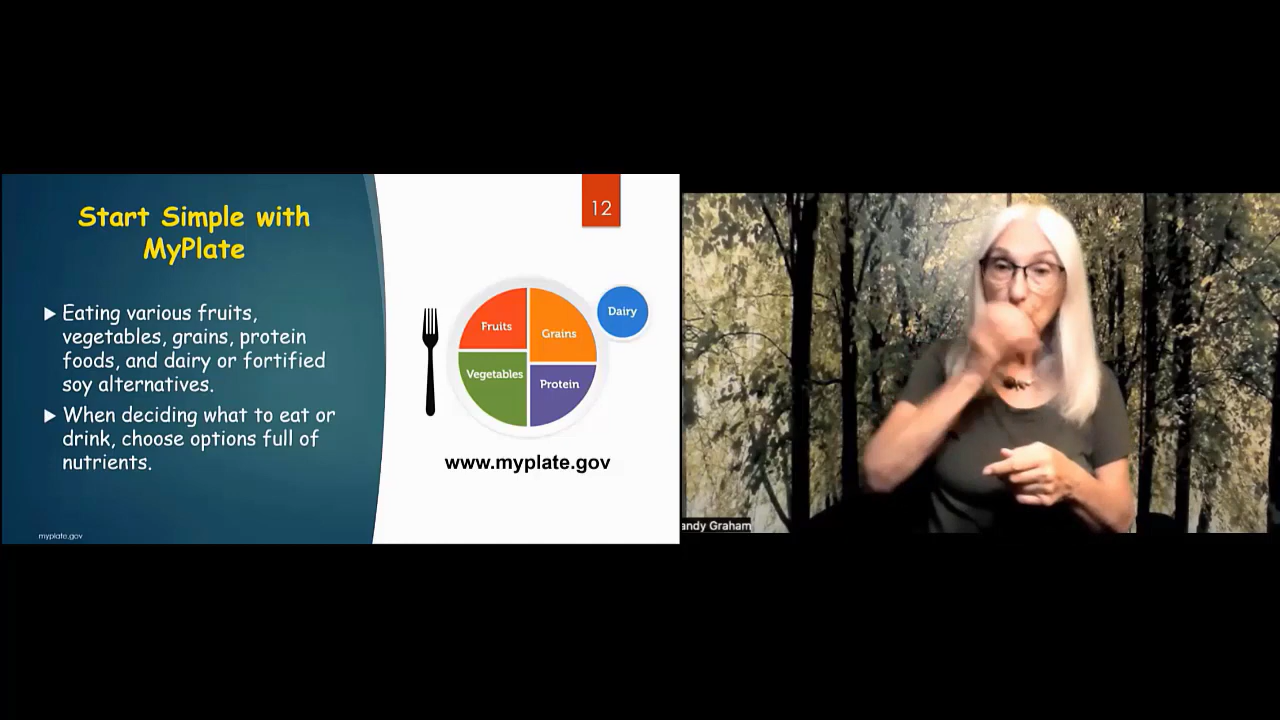 Start Simple with
MyPlate
▶ Eating various fruits,
vegetables, grains, protein
foods, and dairy or fortified
soy alternatives.
▶ When deciding what to eat or
drink, choose options full of
nutrients.
myplate.gov
12
Fruits
Grains
Dairy
Vegetables
Protein
www.myplate.gov
andy Graham